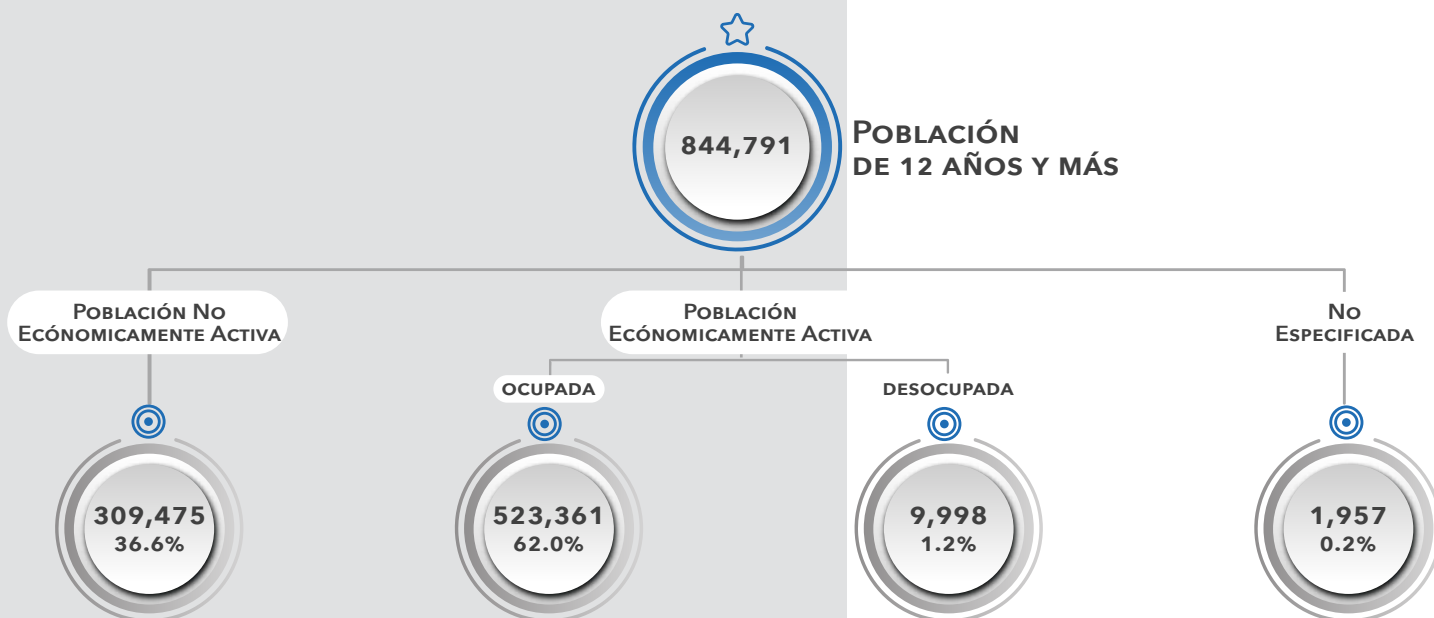 844,791
Población
de 12 años y más
Población No
Ecónomicamente Activa
Población
Ecónomicamente Activa
No
Especificada
ocupada
desocupada
309,475
36.6%
523,361
62.0%
9,998
1.2%
1,957
0.2%